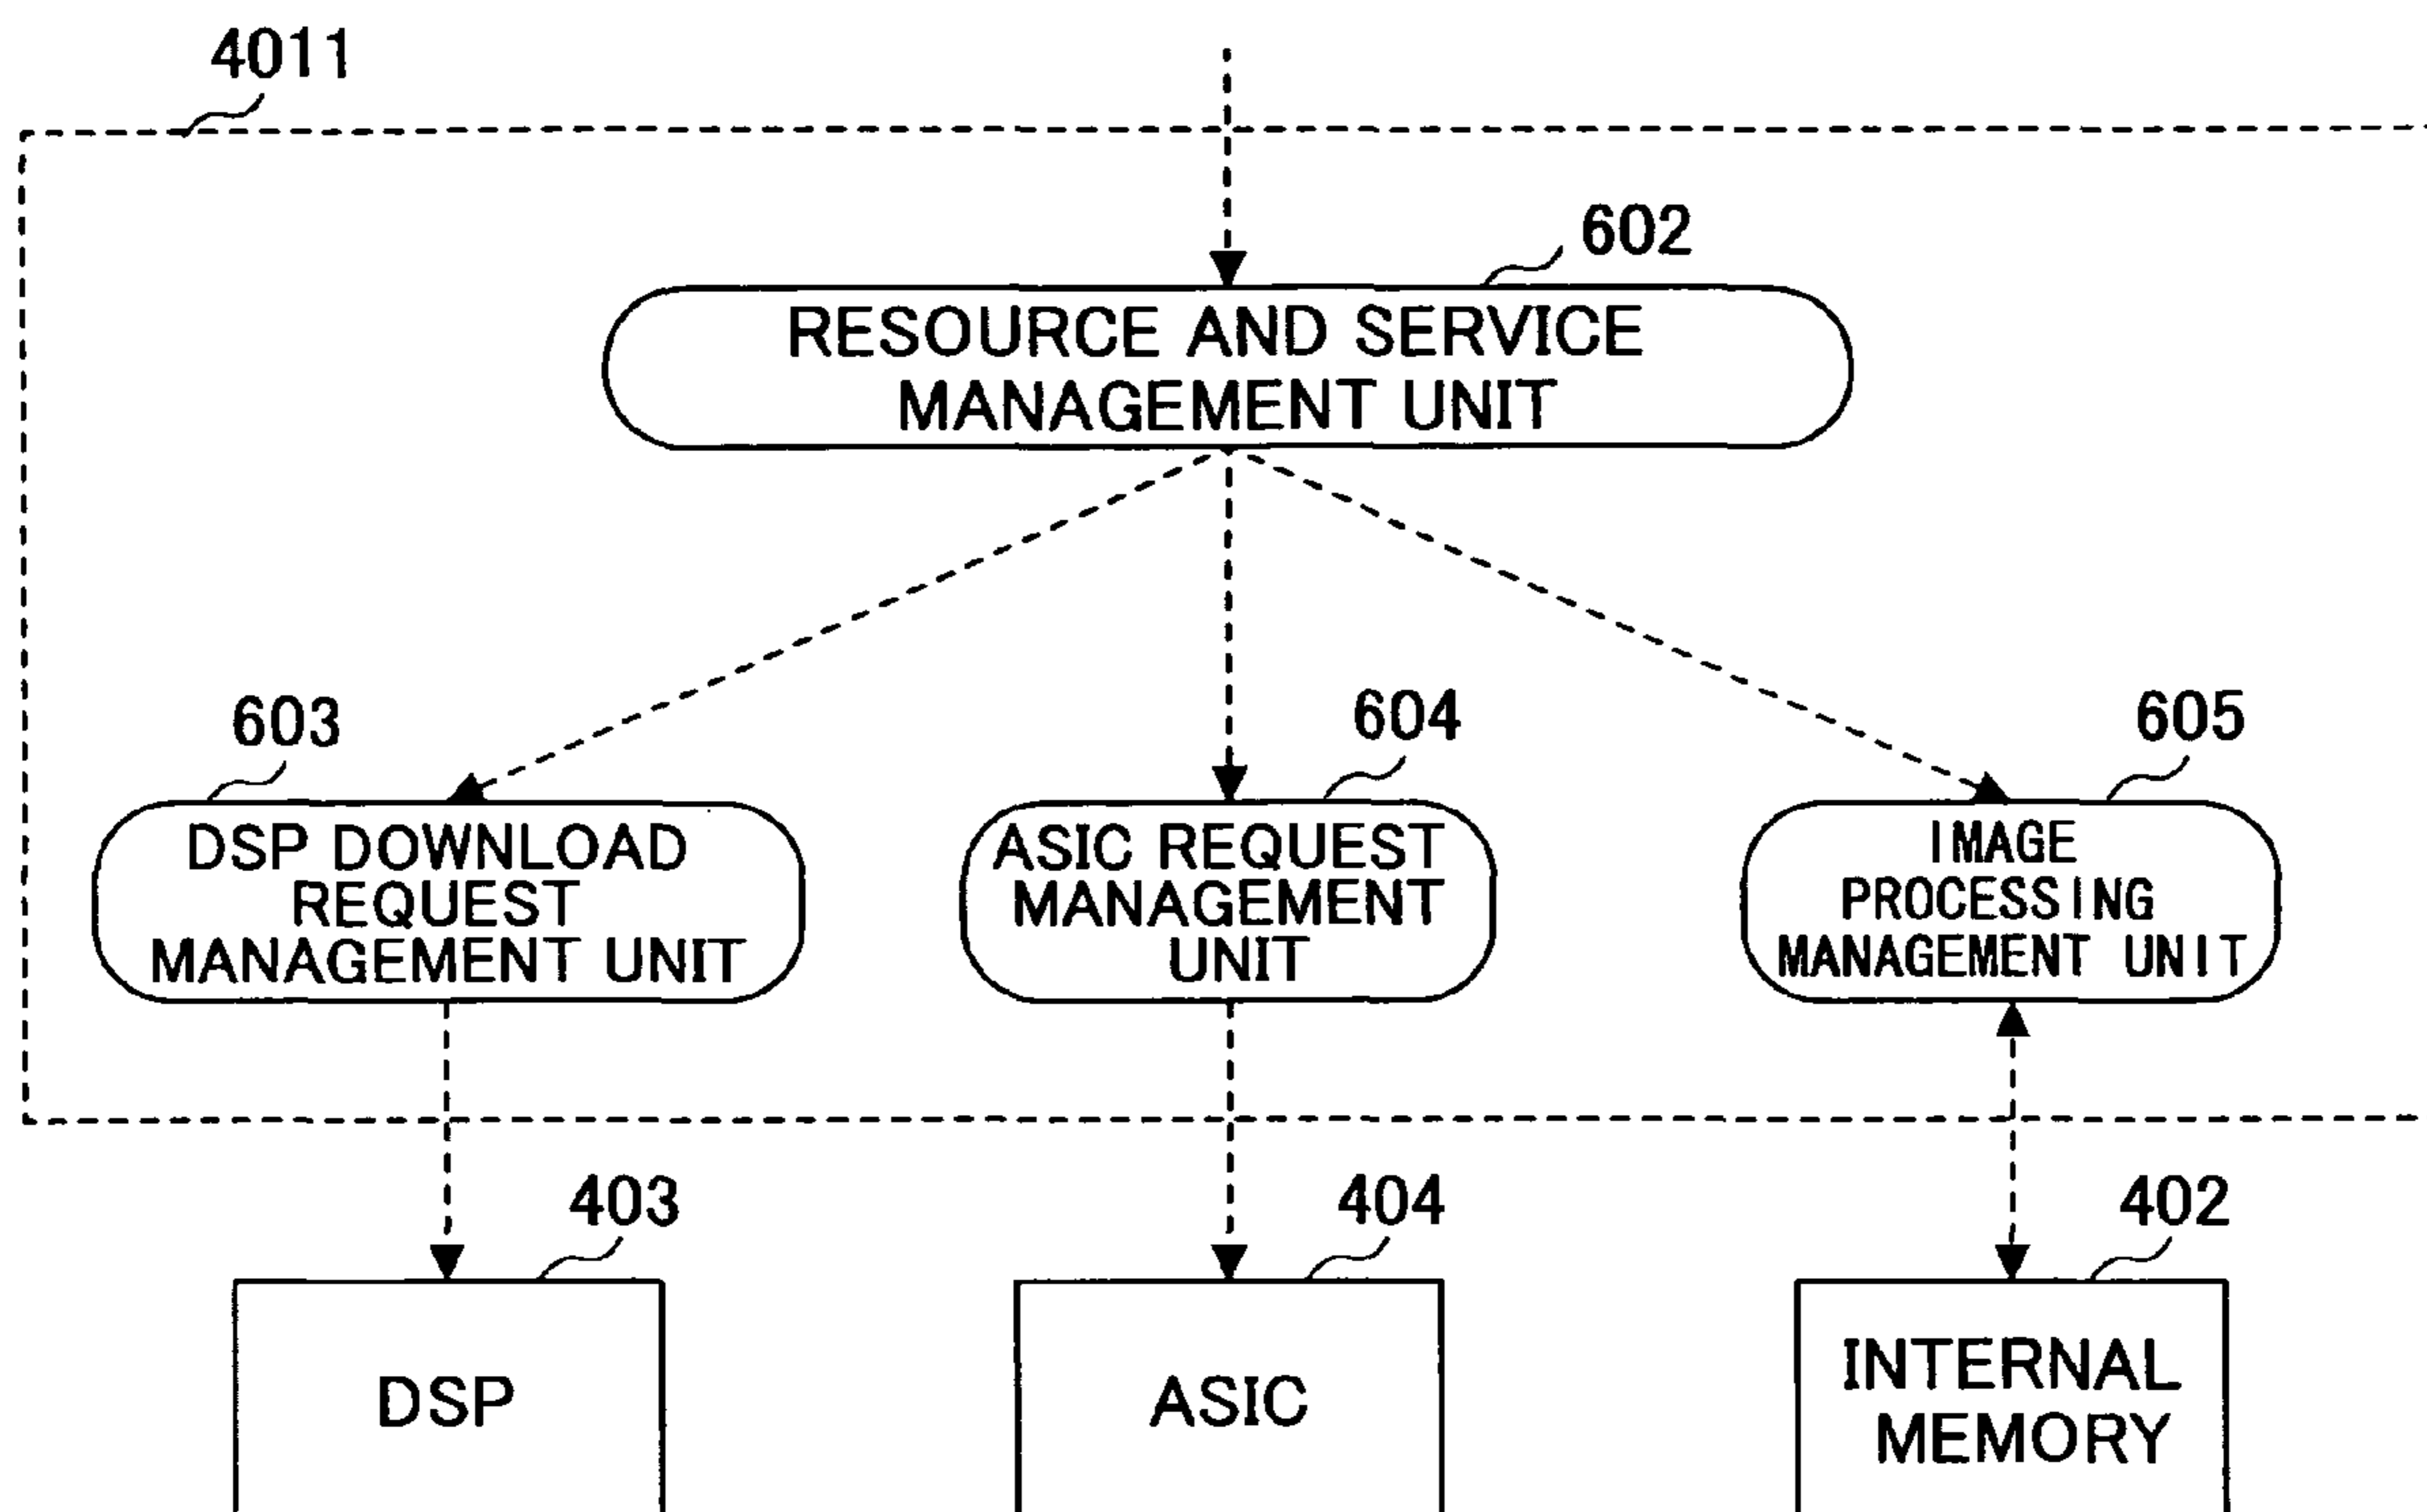 4011
602
RESOURCE AND SERVICE
MANAGEMENT UNIT
603
604
605
DSP DOWNLOAD
REQUEST
MANAGEMENT UNIT
ASIC REQUEST
MANAGEMENT
UNIT
IMAGE
PROCESSING
MANAGEMENT UNIT
403
404
402
DSP
ASIC
INTERNAL
MEMORY